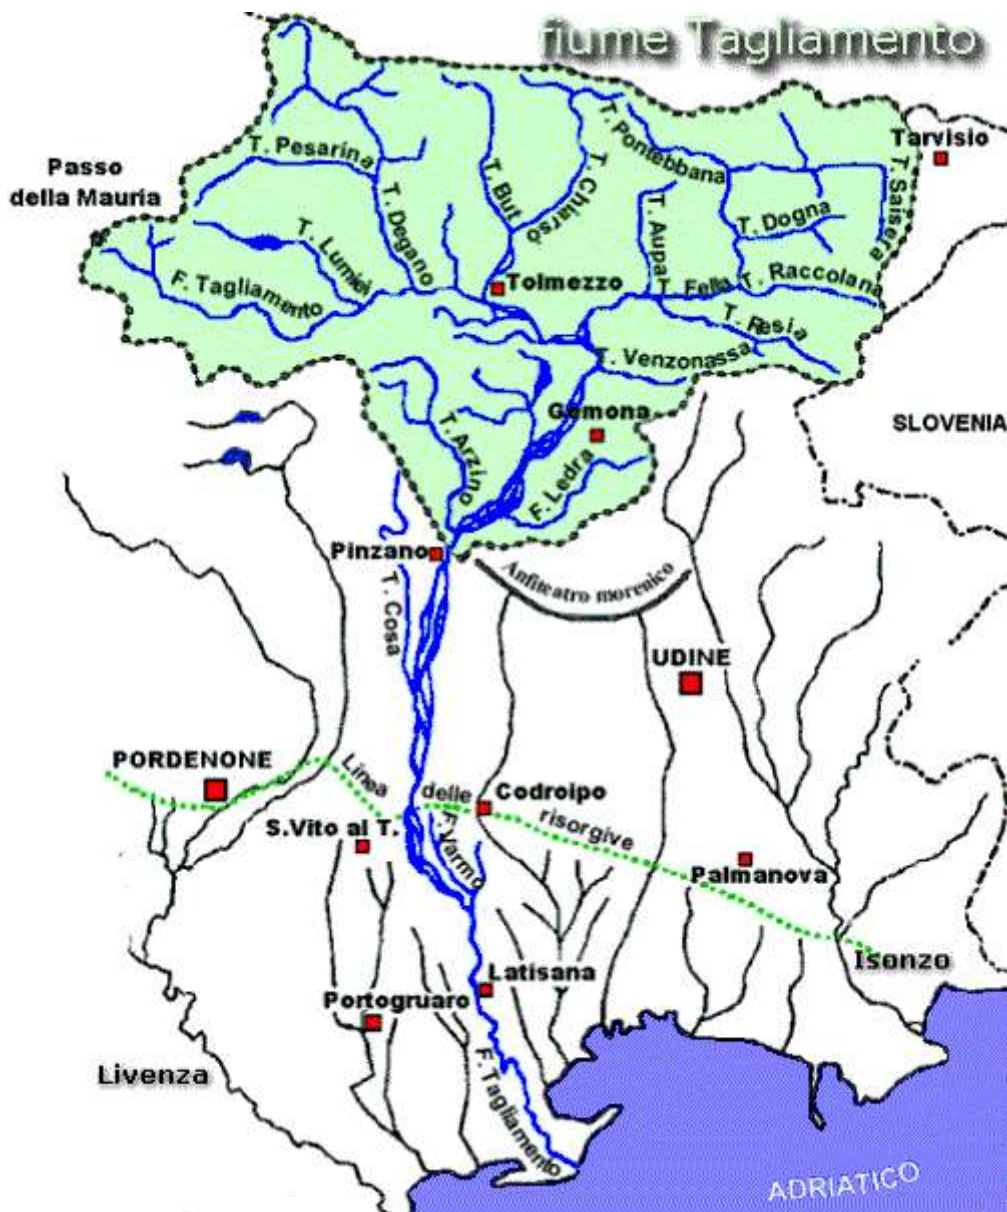 fiume Tagliamento
Tarvisio
T. Pontebbana
T. Pesarina
Passo
della Mauria
T. But
T. Chiarsò
T. Saisera
T. Degano
T. Aupa
T. Dogna
T. Lumiei
F. Tagliamento
Tolmezzo
T. Fella
T. Raccolana
T. Resia
T. Venzonassa
Gemona
SLOVENIA
T. Arzino
F. Ledra
Pinzano
Anfiteatro morenico
T. Cosa
UDINE
PORDENONE
Linea delle risorgive
Codroipo
S.Vito al T.
F. Varmo
Palmanova
Isonzo
Latisana
Portogruaro
Livenza
F. Tagliamento
ADRIATICO